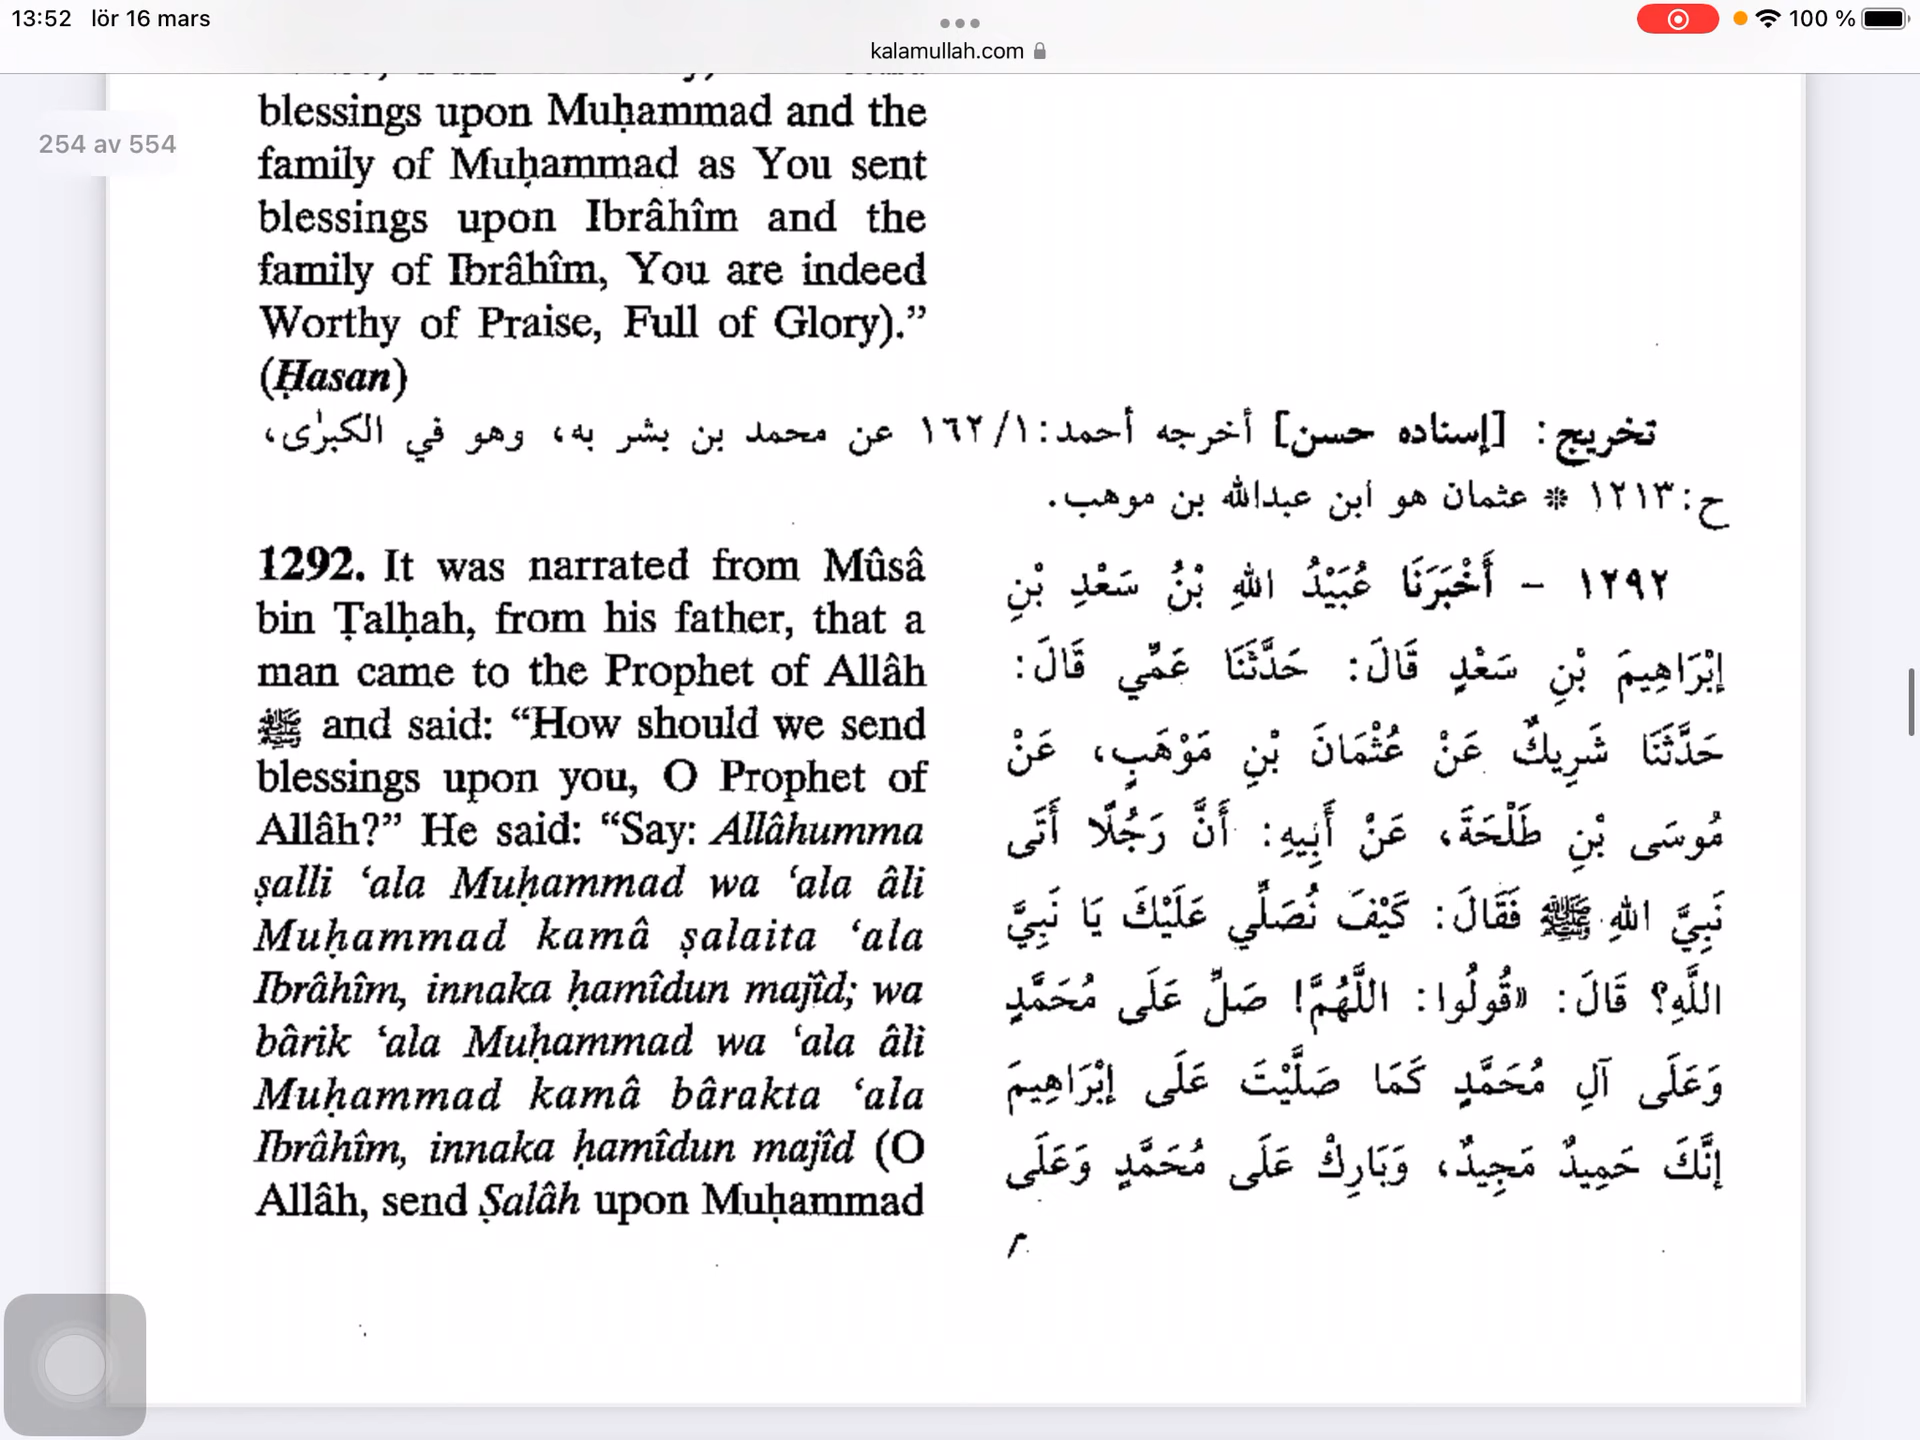 13:52 lör 16 mars
100 %
kalamullah.com
254 av 554
blessings upon Muḥammad and the
family of Muḥammad as You sent
blessings upon Ibrâhîm and the
family of Ibrâhîm, You are indeed
Worthy of Praise, Full of Glory).”
(Ḥasan)
تخريج: [إسناده حسن] أخرجه أحمد: ١/ ١٦٢ عن محمد بن بشر به، وهو في الكبرٰى،
ح: ١٢١٣ * عثمان هو ابن عبدالله بن موهب.
1292. It was narrated from Mûsâ
bin Ṭalḥah, from his father, that a
man came to the Prophet of Allâh
ﷺ and said: “How should we send
blessings upon you, O Prophet of
Allâh?” He said: “Say: Allâhumma
ṣalli ‘ala Muḥammad wa ‘ala âli
Muḥammad kamâ ṣalaita ‘ala
Ibrâhîm, innaka ḥamîdun majîd; wa
bârik ‘ala Muḥammad wa ‘ala âli
Muḥammad kamâ bârakta ‘ala
Ibrâhîm, innaka ḥamîdun majîd (O
Allâh, send Ṣalâh upon Muḥammad
١٢٩٢ - أَخْبَرَنَا عُبَيْدُ اللهِ بْنُ سَعْدِ بْنِ
إِبْرَاهِيمَ بْنِ سَعْدٍ قَالَ: حَدَّثَنَا عَمِّي قَالَ:
حَدَّثَنَا شَرِيكٌ عَنْ عُثْمَانَ بْنِ مَوْهَبٍ، عَنْ
مُوسَى بْنِ طَلْحَةَ، عَنْ أَبِيهِ: أَنَّ رَجُلًا أَتَى
نَبِيَّ اللهِ ﷺ فَقَالَ: كَيْفَ نُصَلِّي عَلَيْكَ يَا نَبِيَّ
اللَّهِ؟ قَالَ: «قُولُوا: اللَّهُمَّ! صَلِّ عَلَى مُحَمَّدٍ
وَعَلَى آلِ مُحَمَّدٍ كَمَا صَلَّيْتَ عَلَى إِبْرَاهِيمَ
إِنَّكَ حَمِيدٌ مَجِيدٌ، وَبَارِكْ عَلَى مُحَمَّدٍ وَعَلَى